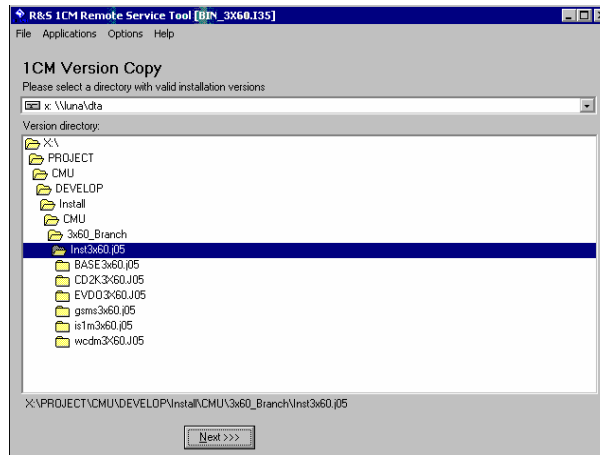 R&S 1CM Remote Service Tool [BIN_3X60.I35]
File Applications Options Help
1CM Version Copy
Please select a directory with valid installation versions
x: \\luna\dta
Version directory:
X:\
PROJECT
CMU
DEVELOP
Install
CMU
3x60_Branch
Inst3x60.j05
BASE3x60.j05
CD2K3X60.J05
EVDO3X60.J05
gsms3x60.j05
is1m3x60.j05
wcdm3X60.J05
X:\PROJECT\CMU\DEVELOP\Install\CMU\3x60_Branch\Inst3x60.j05
Next >>>